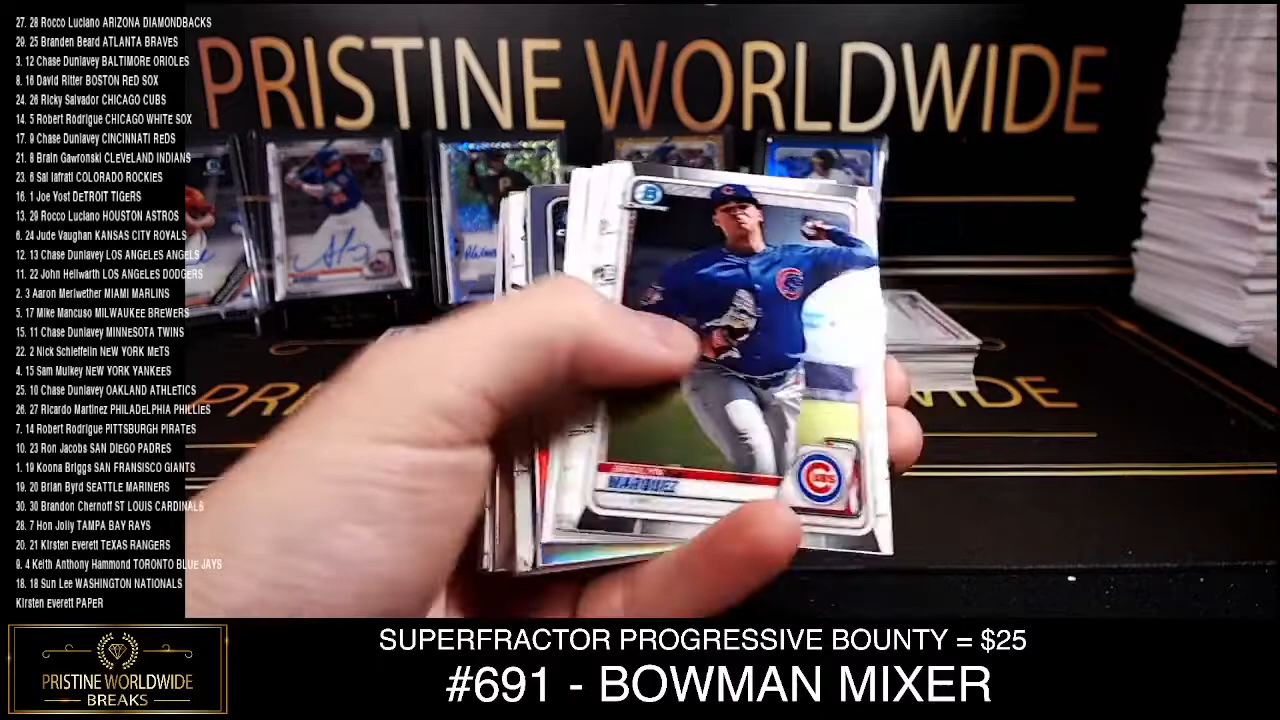 27. 28 Rocco Luciano ARIZONA DIAMONDBACKS
29. 25 Branden Beard ATLANTA BRAVES
3. 12 Chase Dunlavey BALTIMORE ORIOLES
8. 16 David Ritter BOSTON RED SOX
24. 26 Ricky Salvador CHICAGO CUBS
14. 5 Robert Rodrigue CHICAGO WHITE SOX
17. 9 Chase Dunlavey CINCINNATI REDS
21. 8 Brain Gawronski CLEVELAND INDIANS
23. 6 Sal Iafrati COLORADO ROCKIES
16. 1 Joe Yost DETROIT TIGERS
13. 29 Rocco Luciano HOUSTON ASTROS
6. 24 Jude Vaughan KANSAS CITY ROYALS
12. 13 Chase Dunlavey LOS ANGELES ANGELS
11. 22 John Hellwarth LOS ANGELES DODGERS
2. 3 Aaron Meriwether MIAMI MARLINS
5. 17 Mike Mancuso MILWAUKEE BREWERS
15. 11 Chase Dunlavey MINNESOTA TWINS
22. 2 Nick Schieffelin NEW YORK METS
4. 15 Sam Mulkey NEW YORK YANKEES
25. 10 Chase Dunlavey OAKLAND ATHLETICS
26. 27 Ricardo Martinez PHILADELPHIA PHILLIES
7. 14 Robert Rodrigue PITTSBURGH PIRATES
10. 23 Ron Jacobs SAN DIEGO PADRES
1. 19 Koona Briggs SAN FRANSISCO GIANTS
19. 20 Brian Byrd SEATTLE MARINERS
30. 30 Brandon Chernoff ST LOUIS CARDINALS
28. 7 Hon Jolly TAMPA BAY RAYS
20. 21 Kirsten Everett TEXAS RANGERS
9. 4 Keith Anthony Hammond TORONTO BLUE JAYS
18. 18 Sun Lee WASHINGTON NATIONALS
Kirsten Everett PAPER
PRISTINE WORLDWIDE
MARQUEZ
CUBS
PRISTINE WORLDWIDE
BREAKS
SUPERFRACTOR PROGRESSIVE BOUNTY = $25
#691 - BOWMAN MIXER